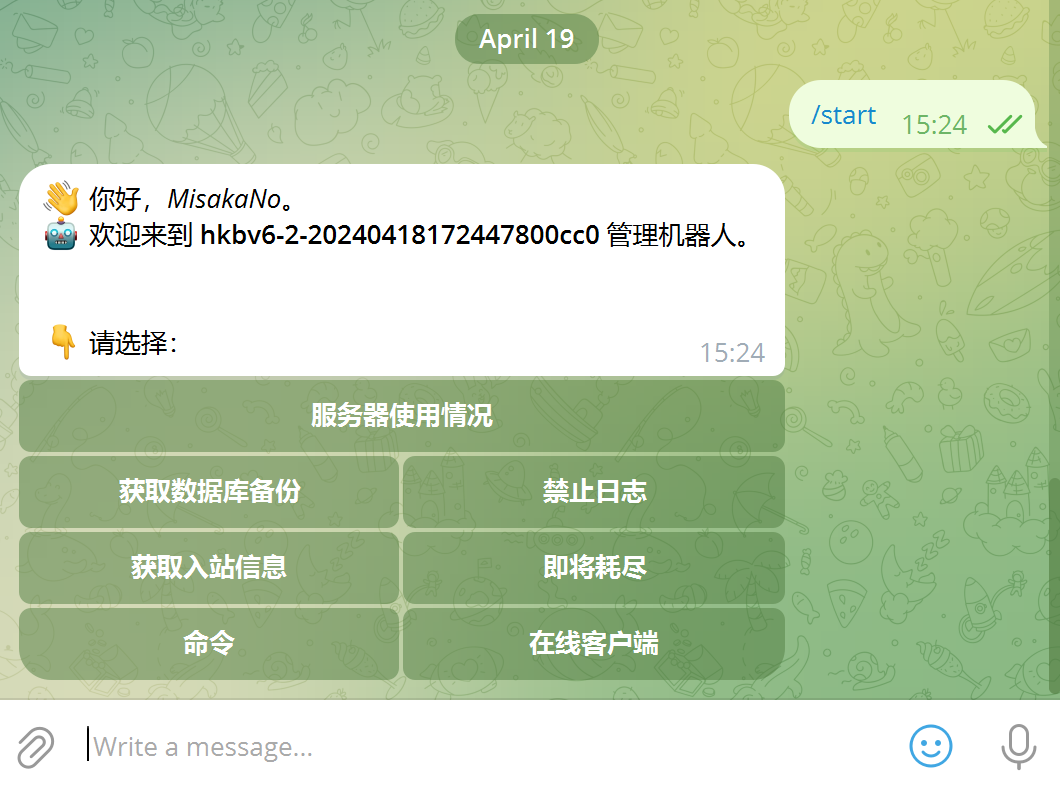 April 19
/start 15:24
👋 你好，MisakaNo。
🤖 欢迎来到 hkbv6-2-20240418172447800cc0 管理机器人。
👇 请选择：
15:24
服务器使用情况
获取数据库备份
禁止日志
获取入站信息
即将耗尽
命令
在线客户端
Write a message...